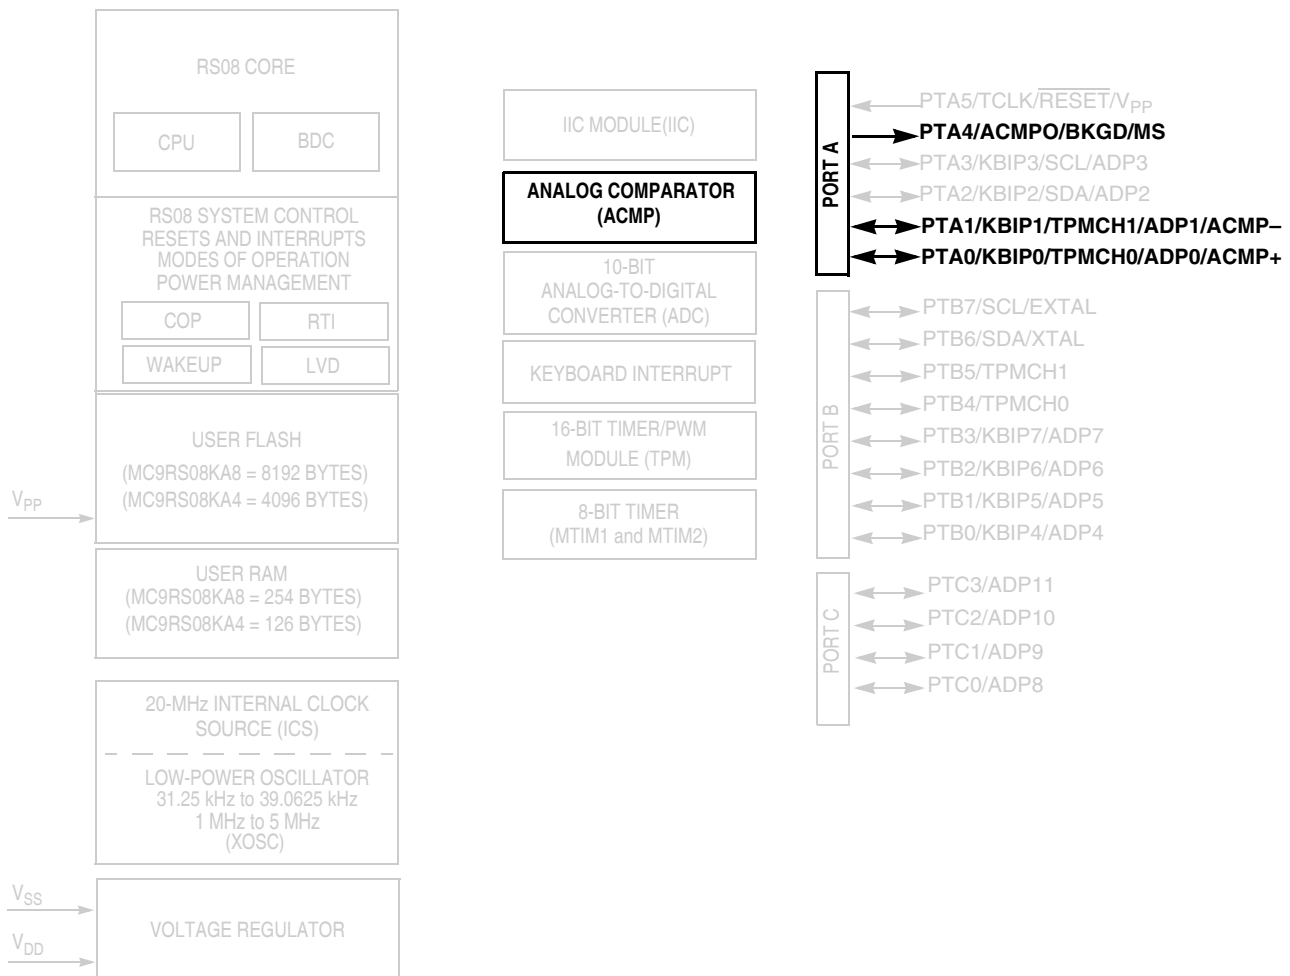 RS08 CORE
CPU
BDC
RS08 SYSTEM CONTROL
RESETS AND INTERRUPTS
MODES OF OPERATION
POWER MANAGEMENT
COP
RTI
WAKEUP
LVD
USER FLASH
(MC9RS08KA8 = 8192 BYTES)
(MC9RS08KA4 = 4096 BYTES)
VPP
USER RAM
(MC9RS08KA8 = 254 BYTES)
(MC9RS08KA4 = 126 BYTES)
20-MHz INTERNAL CLOCK
SOURCE (ICS)
LOW-POWER OSCILLATOR
31.25 kHz to 39.0625 kHz
1 MHz to 5 MHz
(XOSC)
VSS
VDD
VOLTAGE REGULATOR
IIC MODULE(IIC)
ANALOG COMPARATOR
(ACMP)
10-BIT
ANALOG-TO-DIGITAL
CONVERTER (ADC)
KEYBOARD INTERRUPT
16-BIT TIMER/PWM
MODULE (TPM)
8-BIT TIMER
(MTIM1 and MTIM2)
PORT A
PTA5/TCLK/RESET/VPP
PTA4/ACMPO/BKGD/MS
PTA3/KBIP3/SCL/ADP3
PTA2/KBIP2/SDA/ADP2
PTA1/KBIP1/TPMCH1/ADP1/ACMP–
PTA0/KBIP0/TPMCH0/ADP0/ACMP+
PORT B
PTB7/SCL/EXTAL
PTB6/SDA/XTAL
PTB5/TPMCH1
PTB4/TPMCH0
PTB3/KBIP7/ADP7
PTB2/KBIP6/ADP6
PTB1/KBIP5/ADP5
PTB0/KBIP4/ADP4
PORT C
PTC3/ADP11
PTC2/ADP10
PTC1/ADP9
PTC0/ADP8